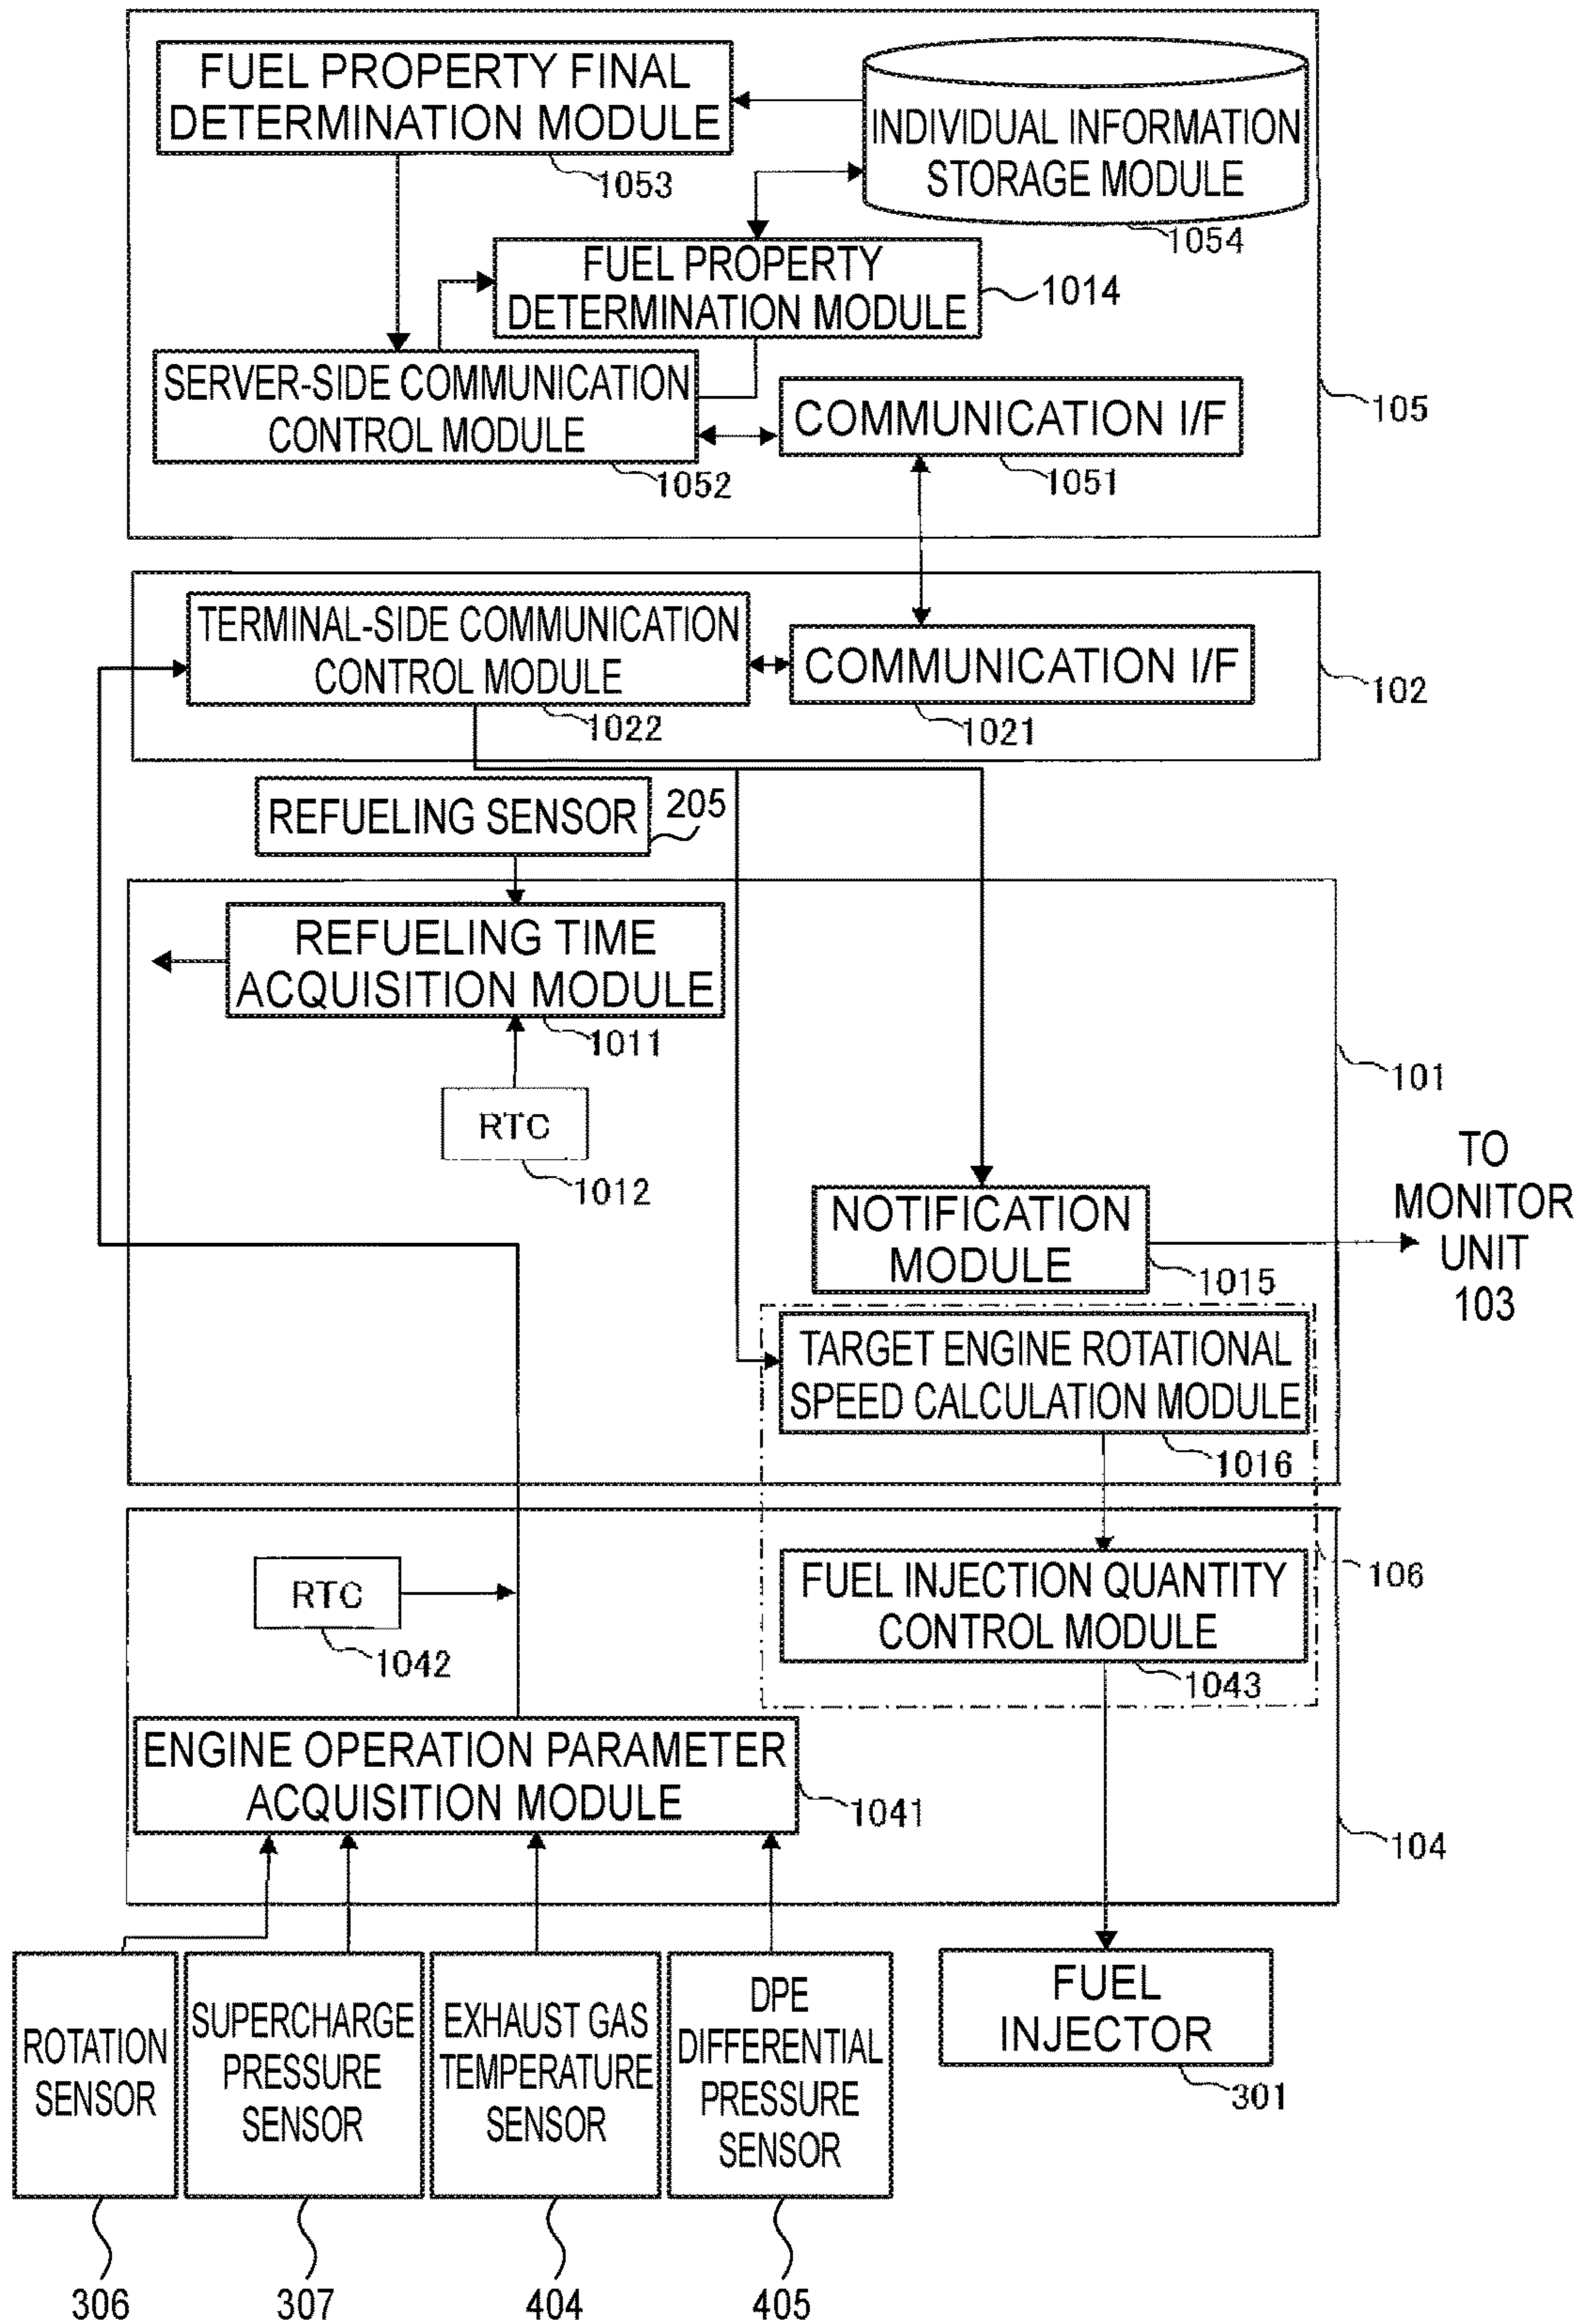 FUEL PROPERTY FINAL
DETERMINATION MODULE
1053
INDIVIDUAL INFORMATION
STORAGE MODULE
1054
FUEL PROPERTY
DETERMINATION MODULE
1014
SERVER-SIDE COMMUNICATION
CONTROL MODULE
1052
COMMUNICATION I/F
1051
105
TERMINAL-SIDE COMMUNICATION
CONTROL MODULE
1022
COMMUNICATION I/F
1021
102
REFUELING SENSOR
205
REFUELING TIME
ACQUISITION MODULE
1011
RTC
1012
101
NOTIFICATION
MODULE
1015
TO
MONITOR
UNIT
103
TARGET ENGINE ROTATIONAL
SPEED CALCULATION MODULE
1016
RTC
1042
FUEL INJECTION QUANTITY
CONTROL MODULE
1043
106
ENGINE OPERATION PARAMETER
ACQUISITION MODULE
1041
104
ROTATION
SENSOR
306
SUPERCHARGE
PRESSURE
SENSOR
307
EXHAUST GAS
TEMPERATURE
SENSOR
404
DPE
DIFFERENTIAL
PRESSURE
SENSOR
405
FUEL
INJECTOR
301